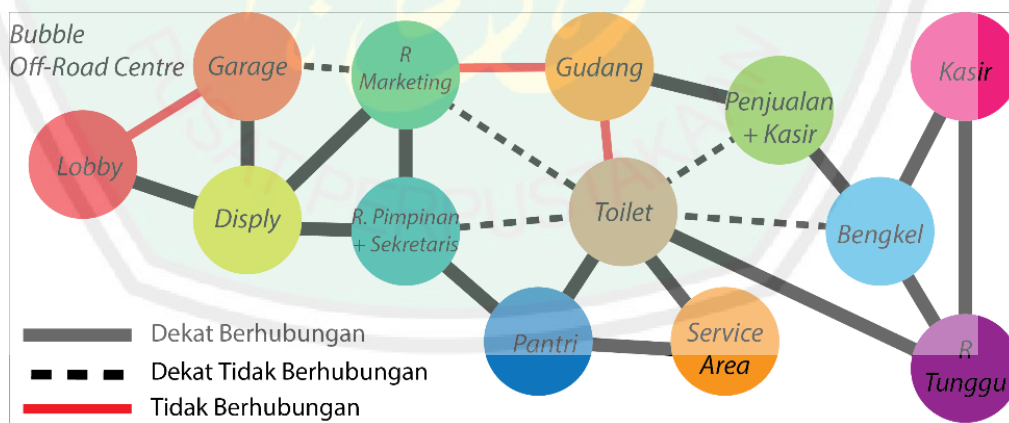 Bubble
Off-Road Centre
Garage
R
Marketing
Gudang
Penjualan
+ Kasir
Kasir
Lobby
Disply
R. Pimpinan
+ Sekretaris
Toilet
Bengkel
Pantri
Service
Area
R
Tunggu
Dekat Berhubungan
Dekat Tidak Berhubungan
Tidak Berhubungan